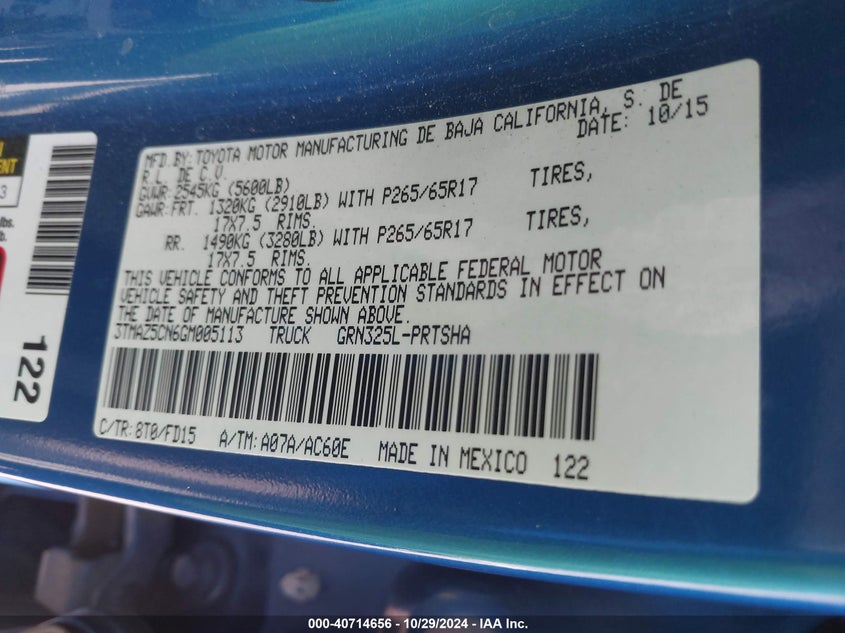 MFD.BY: TOYOTA MOTOR MANUFACTURING DE BAJA CALIFORNIA, S. DE
R.L. DE C.V. DATE: 10/15
GVWR: 2545KG (5600LB)
GAWR: FRT. 1320KG (2910LB) WITH P265/65R17 TIRES,
17X7.5 RIMS.
RR. 1490KG (3280LB) WITH P265/65R17 TIRES,
17X7.5 RIMS.
THIS VEHICLE CONFORMS TO ALL APPLICABLE FEDERAL MOTOR
VEHICLE SAFETY AND THEFT PREVENTION STANDARDS IN EFFECT ON
THE DATE OF MANUFACTURE SHOWN ABOVE.
3TMAZ5CN6GM005113 TRUCK GRN325L-PRTSHA
C/TR: 8T0/FD15 A/TM: A07A/AC60E MADE IN MEXICO 122
lbs.
122
000-40714656 - 10/29/2024 - IAA Inc.